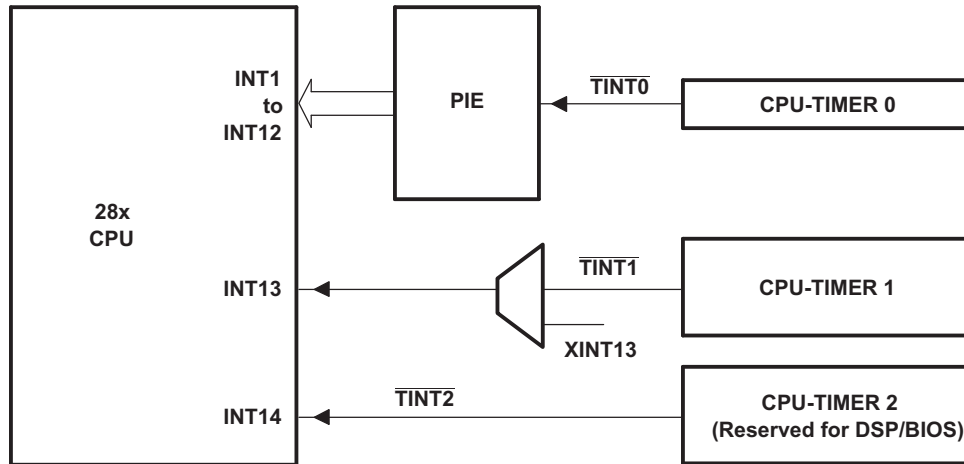 INT1
to
INT12
PIE
TINT0
CPU-TIMER 0
28x
CPU
INT13
TINT1
CPU-TIMER 1
XINT13
INT14
TINT2
CPU-TIMER 2
(Reserved for DSP/BIOS)